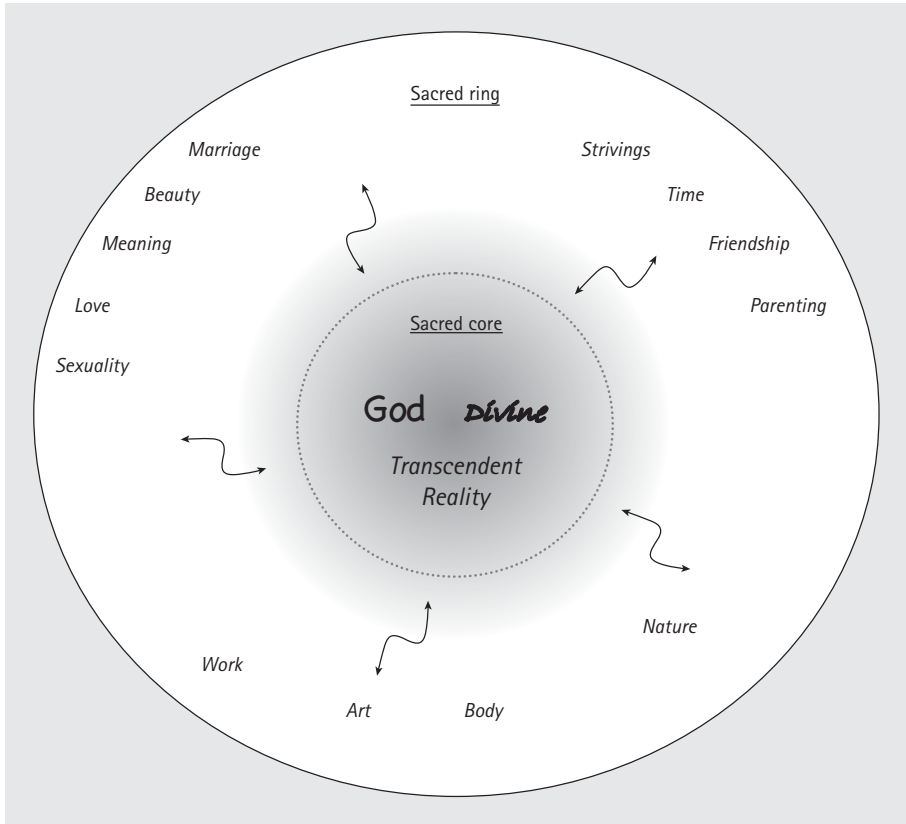 Sacred ring
Marriage
Strivings
Beauty
Time
Meaning
Friendship
Love
Parenting
Sacred core
Sexuality
God Divine
Transcendent
Reality
Nature
Work
Art
Body